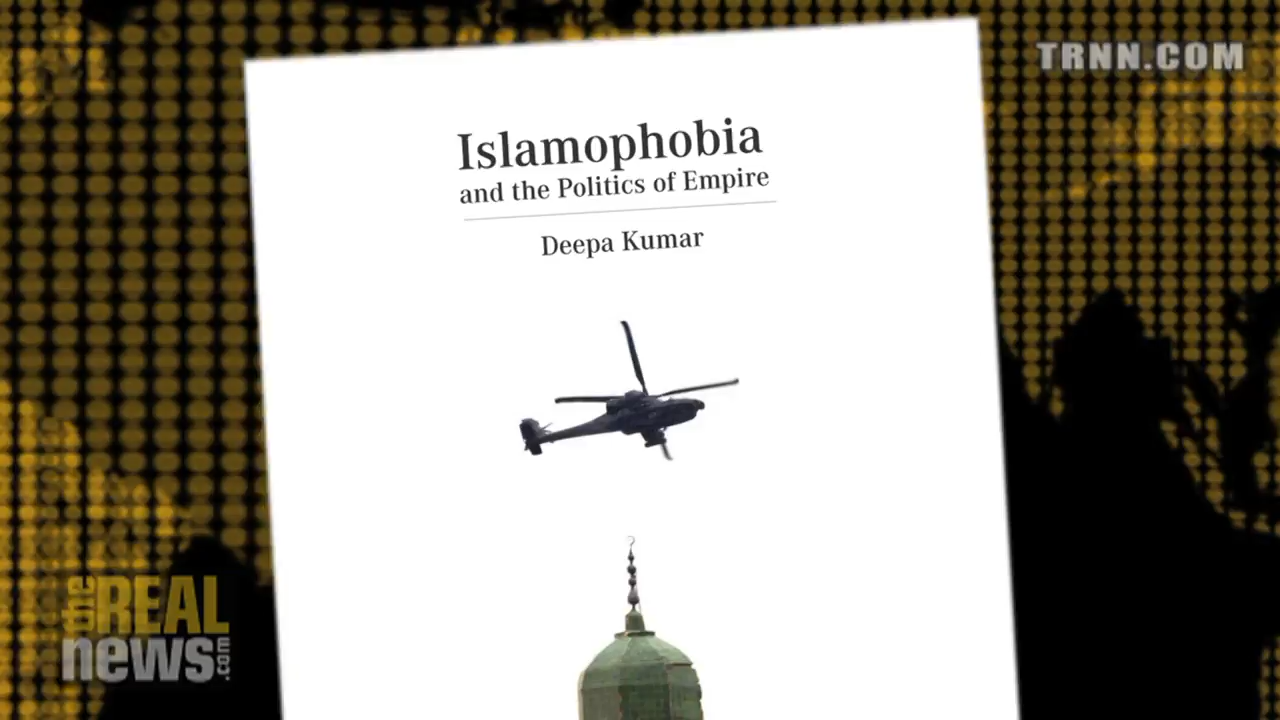 TRNN.COM
Islamophobia
and the Politics of Empire
Deepa Kumar
the REAL
news.com